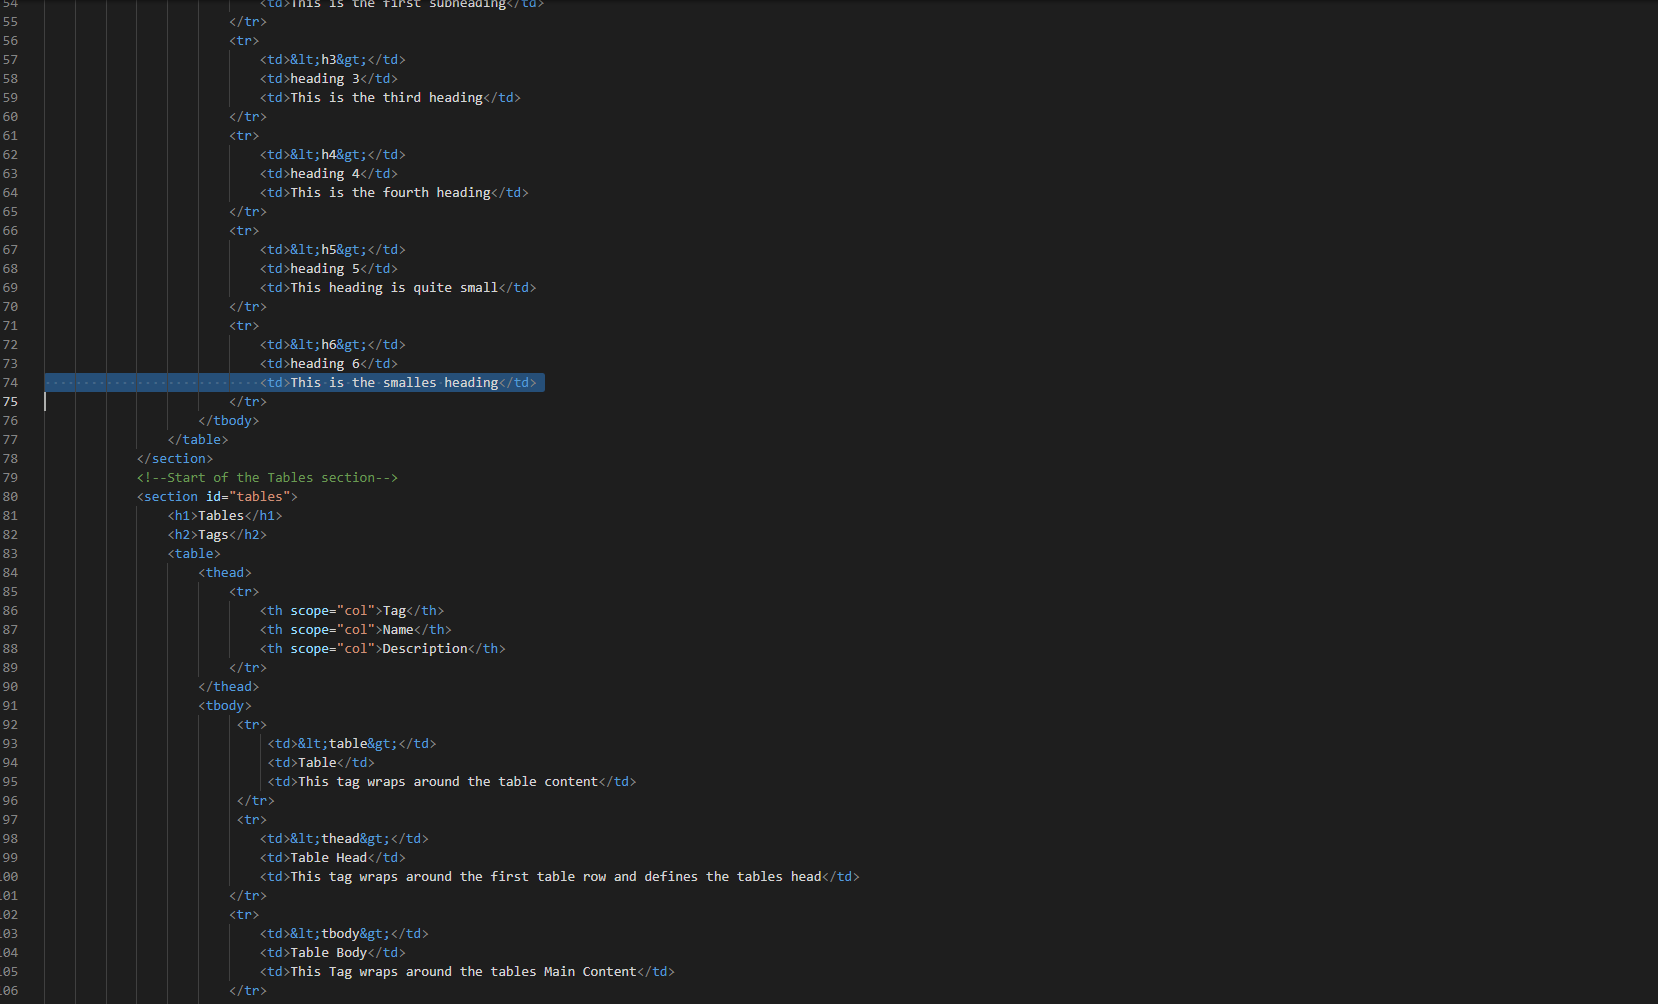 54 <td>This is the first subheading</td>
55 </tr>
56 <tr>
57 <td>&lt;h3&gt;</td>
58 <td>heading 3</td>
59 <td>This is the third heading</td>
60 </tr>
61 <tr>
62 <td>&lt;h4&gt;</td>
63 <td>heading 4</td>
64 <td>This is the fourth heading</td>
65 </tr>
66 <tr>
67 <td>&lt;h5&gt;</td>
68 <td>heading 5</td>
69 <td>This heading is quite small</td>
70 </tr>
71 <tr>
72 <td>&lt;h6&gt;</td>
73 <td>heading 6</td>
74 <td>This is the smalles heading</td>
75 </tr>
76 </tbody>
77 </table>
78 </section>
79 <!--Start of the Tables section-->
80 <section id="tables">
81 <h1>Tables</h1>
82 <h2>Tags</h2>
83 <table>
84 <thead>
85 <tr>
86 <th scope="col">Tag</th>
87 <th scope="col">Name</th>
88 <th scope="col">Description</th>
89 </tr>
90 </thead>
91 <tbody>
92 <tr>
93 <td>&lt;table&gt;</td>
94 <td>Table</td>
95 <td>This tag wraps around the table content</td>
96 </tr>
97 <tr>
98 <td>&lt;thead&gt;</td>
99 <td>Table Head</td>
100 <td>This tag wraps around the first table row and defines the tables head</td>
101 </tr>
102 <tr>
103 <td>&lt;tbody&gt;</td>
104 <td>Table Body</td>
105 <td>This Tag wraps around the tables Main Content</td>
106 </tr>